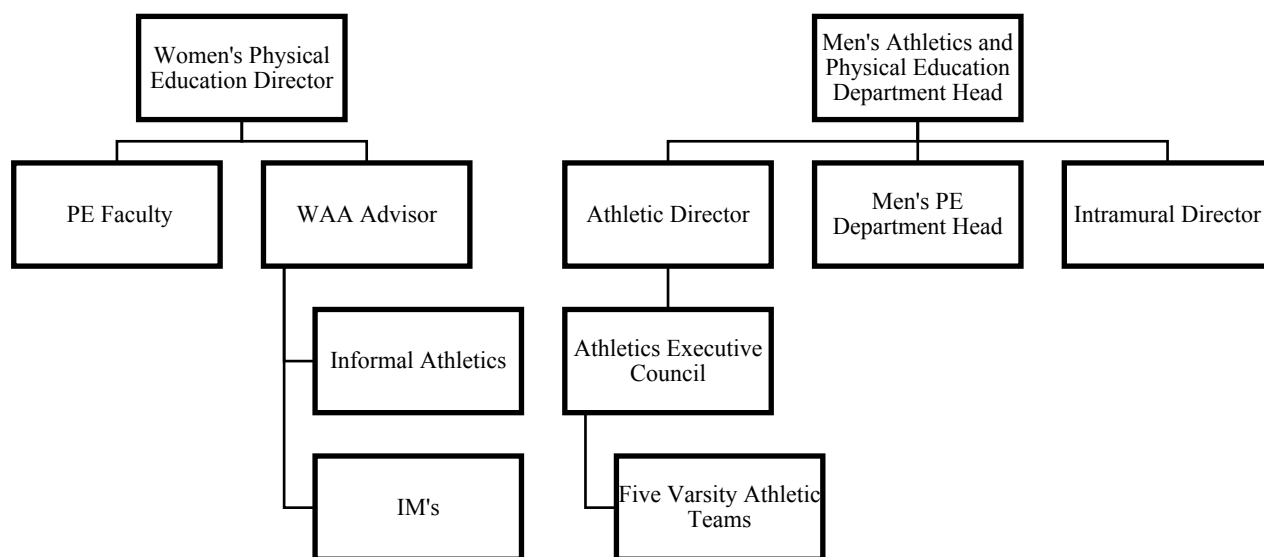 Women's Physical
Education Director
Men's Athletics and
Physical Education
Department Head
PE Faculty
WAA Advisor
Athletic Director
Men's PE
Department Head
Intramural Director
Informal Athletics
Athletics Executive
Council
IM's
Five Varsity Athletic
Teams